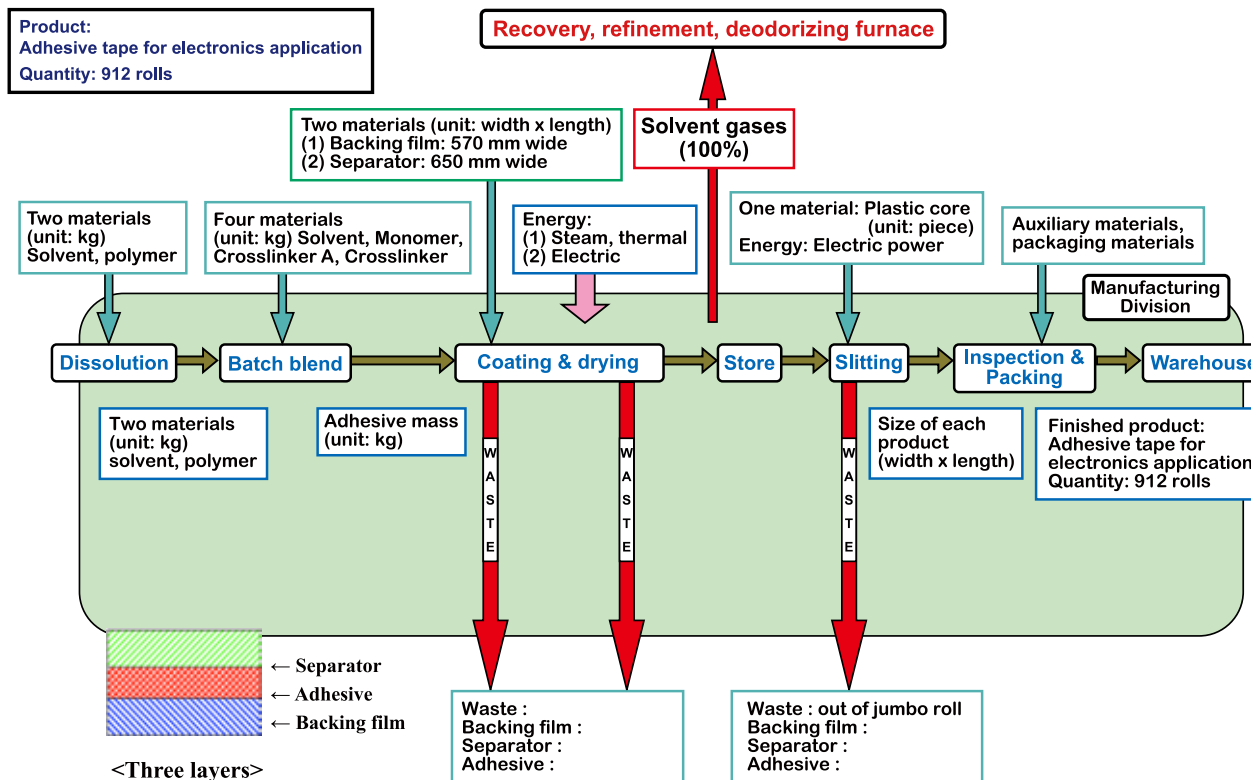 Product:
Adhesive tape for electronics application
Quantity: 912 rolls
Recovery, refinement, deodorizing furnace
Two materials (unit: width x length)
(1) Backing film: 570 mm wide
(2) Separator: 650 mm wide
Solvent gases
(100%)
Two materials
(unit: kg)
Solvent, polymer
Four materials
(unit: kg) Solvent, Monomer,
Crosslinker A, Crosslinker
Energy:
(1) Steam, thermal
(2) Electric
One material: Plastic core
(unit: piece)
Energy: Electric power
Auxiliary materials,
packaging materials
Manufacturing
Division
Dissolution
Batch blend
Coating & drying
Store
Slitting
Inspection &
Packing
Warehouse
Two materials
(unit: kg)
solvent, polymer
Adhesive mass
(unit: kg)
WASTE
WASTE
WASTE
Size of each
product
(width x length)
Finished product:
Adhesive tape for
electronics application
Quantity: 912 rolls
← Separator
← Adhesive
← Backing film
<Three layers>
Waste :
Backing film :
Separator :
Adhesive :
Waste : out of jumbo roll
Backing film :
Separator :
Adhesive :